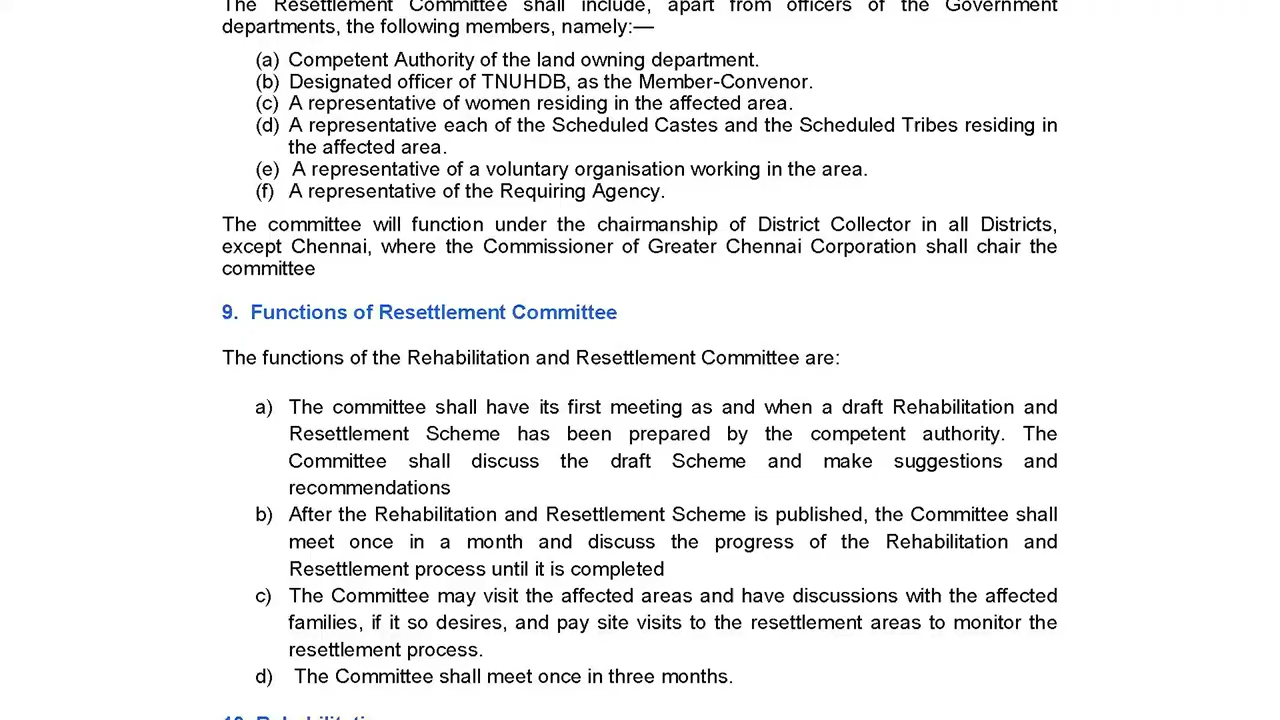 The Resettlement Committee shall include, apart from officers of the Government
departments, the following members, namely:—
(a) Competent Authority of the land owning department.
(b) Designated officer of TNUHDB, as the Member-Convenor.
(c) A representative of women residing in the affected area.
(d) A representative each of the Scheduled Castes and the Scheduled Tribes residing in
the affected area.
(e) A representative of a voluntary organisation working in the area.
(f) A representative of the Requiring Agency.
The committee will function under the chairmanship of District Collector in all Districts,
except Chennai, where the Commissioner of Greater Chennai Corporation shall chair the
committee
9. Functions of Resettlement Committee
The functions of the Rehabilitation and Resettlement Committee are:
a) The committee shall have its first meeting as and when a draft Rehabilitation and
Resettlement Scheme has been prepared by the competent authority. The
Committee shall discuss the draft Scheme and make suggestions and
recommendations
b) After the Rehabilitation and Resettlement Scheme is published, the Committee shall
meet once in a month and discuss the progress of the Rehabilitation and
Resettlement process until it is completed
c) The Committee may visit the affected areas and have discussions with the affected
families, if it so desires, and pay site visits to the resettlement areas to monitor the
resettlement process.
d) The Committee shall meet once in three months.